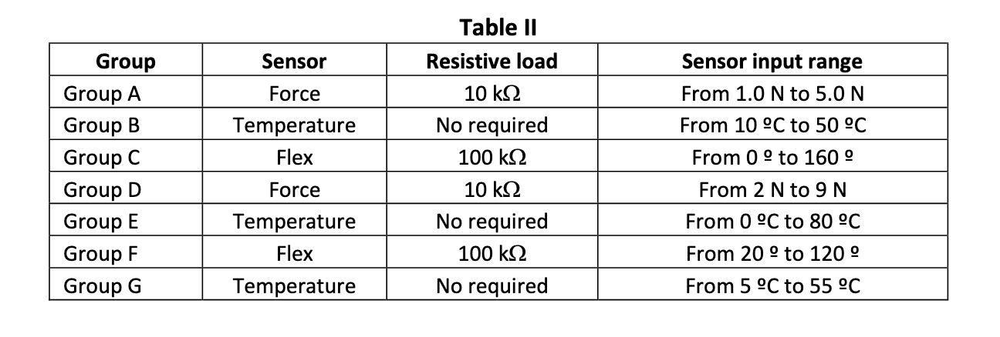 Table II
Group Sensor Resistive load Sensor input range
Group A Force 10 kΩ From 1.0 N to 5.0 N
Group B Temperature No required From 10 ºC to 50 ºC
Group C Flex 100 kΩ From 0 º to 160 º
Group D Force 10 kΩ From 2 N to 9 N
Group E Temperature No required From 0 ºC to 80 ºC
Group F Flex 100 kΩ From 20 º to 120 º
Group G Temperature No required From 5 ºC to 55 ºC